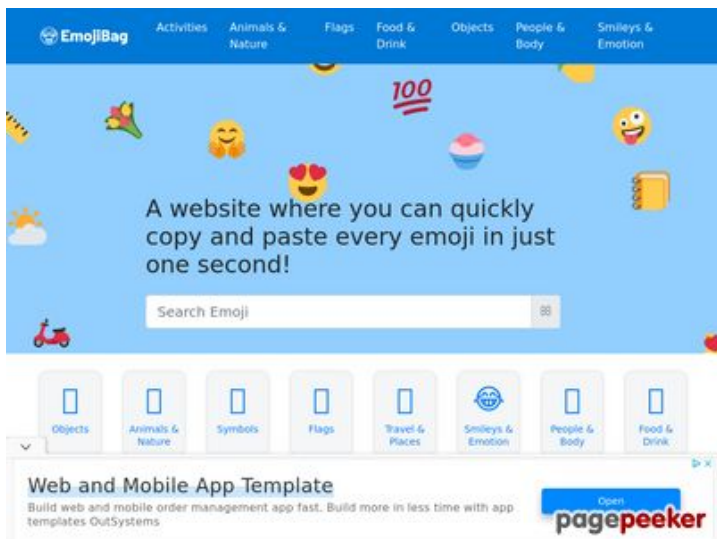 EmojiBag
Activities
Animals &
Nature
Flags
Food &
Drink
Objects
People &
Body
Smileys &
Emotion
100
A website where you can quickly
copy and paste every emoji in just
one second!
Search Emoji
Objects
Animals &
Nature
Symbols
Flags
Travel &
Places
Smileys &
Emotion
People &
Body
Food &
Drink
Web and Mobile App Template
Build web and mobile order management app fast. Build more in less time with app
templates OutSystems
Open
pagepeeker